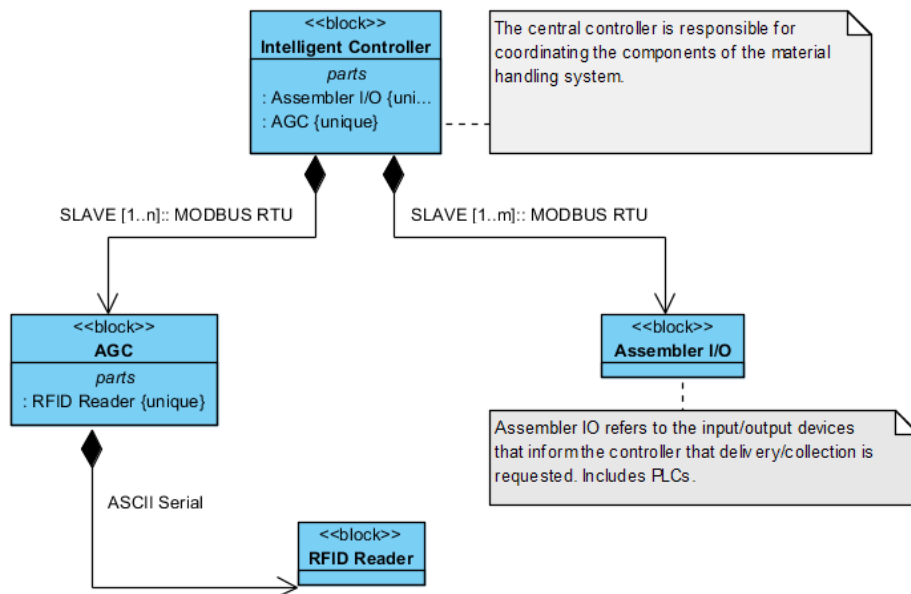 <<block>>
Intelligent Controller
parts
: Assembler I/O {uni...
: AGC {unique}
The central controller is responsible for
coordinating the components of the material
handling system.
SLAVE [1..n]:: MODBUS RTU
SLAVE [1..m]:: MODBUS RTU
<<block>>
AGC
parts
: RFID Reader {unique}
<<block>>
Assembler I/O
Assembler IO refers to the input/output devices
that inform the controller that delivery/collection is
requested. Includes PLCs.
ASCII Serial
<<block>>
RFID Reader